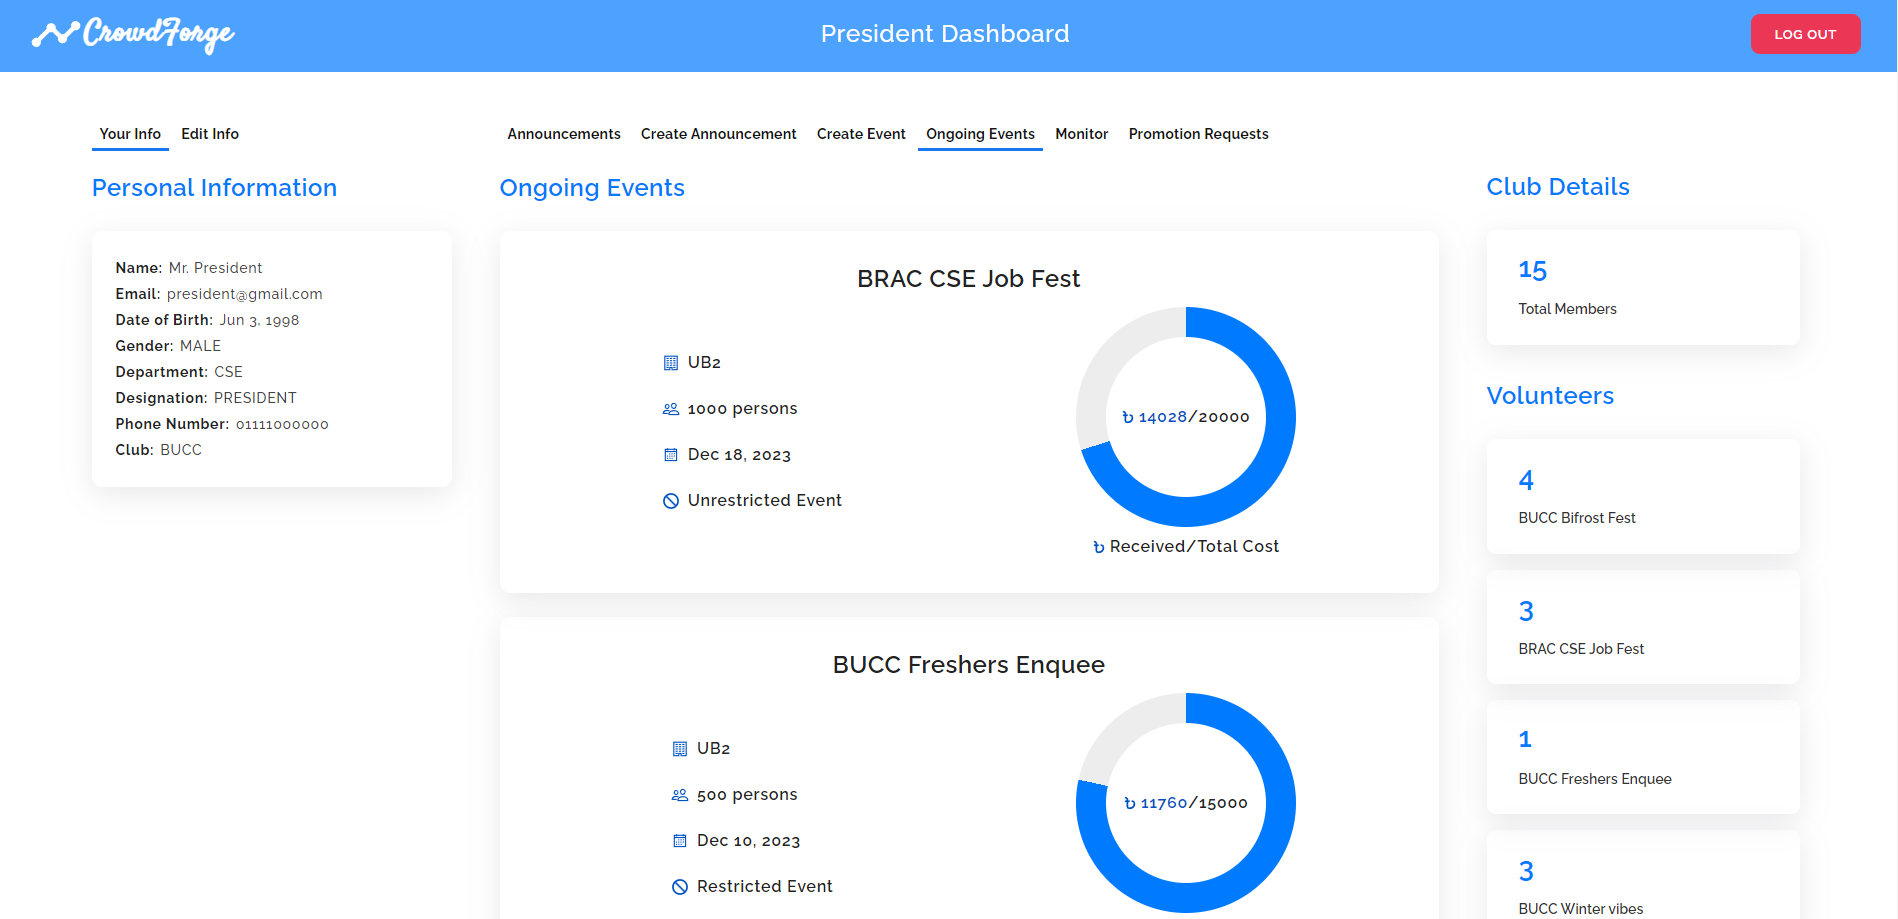 CrowdForge
President Dashboard
LOG OUT
Your Info
Edit Info
Personal Information
Name: Mr. President
Email: president@gmail.com
Date of Birth: Jun 3, 1998
Gender: MALE
Department: CSE
Designation: PRESIDENT
Phone Number: 01111000000
Club: BUCC
Announcements
Create Announcement
Create Event
Ongoing Events
Monitor
Promotion Requests
Ongoing Events
BRAC CSE Job Fest
UB2
1000 persons
Dec 18, 2023
Unrestricted Event
৳ 14028/20000
৳ Received/Total Cost
BUCC Freshers Enquee
UB2
500 persons
Dec 10, 2023
Restricted Event
৳ 11760/15000
Club Details
15
Total Members
Volunteers
4
BUCC Bifrost Fest
3
BRAC CSE Job Fest
1
BUCC Freshers Enquee
3
BUCC Winter vibes